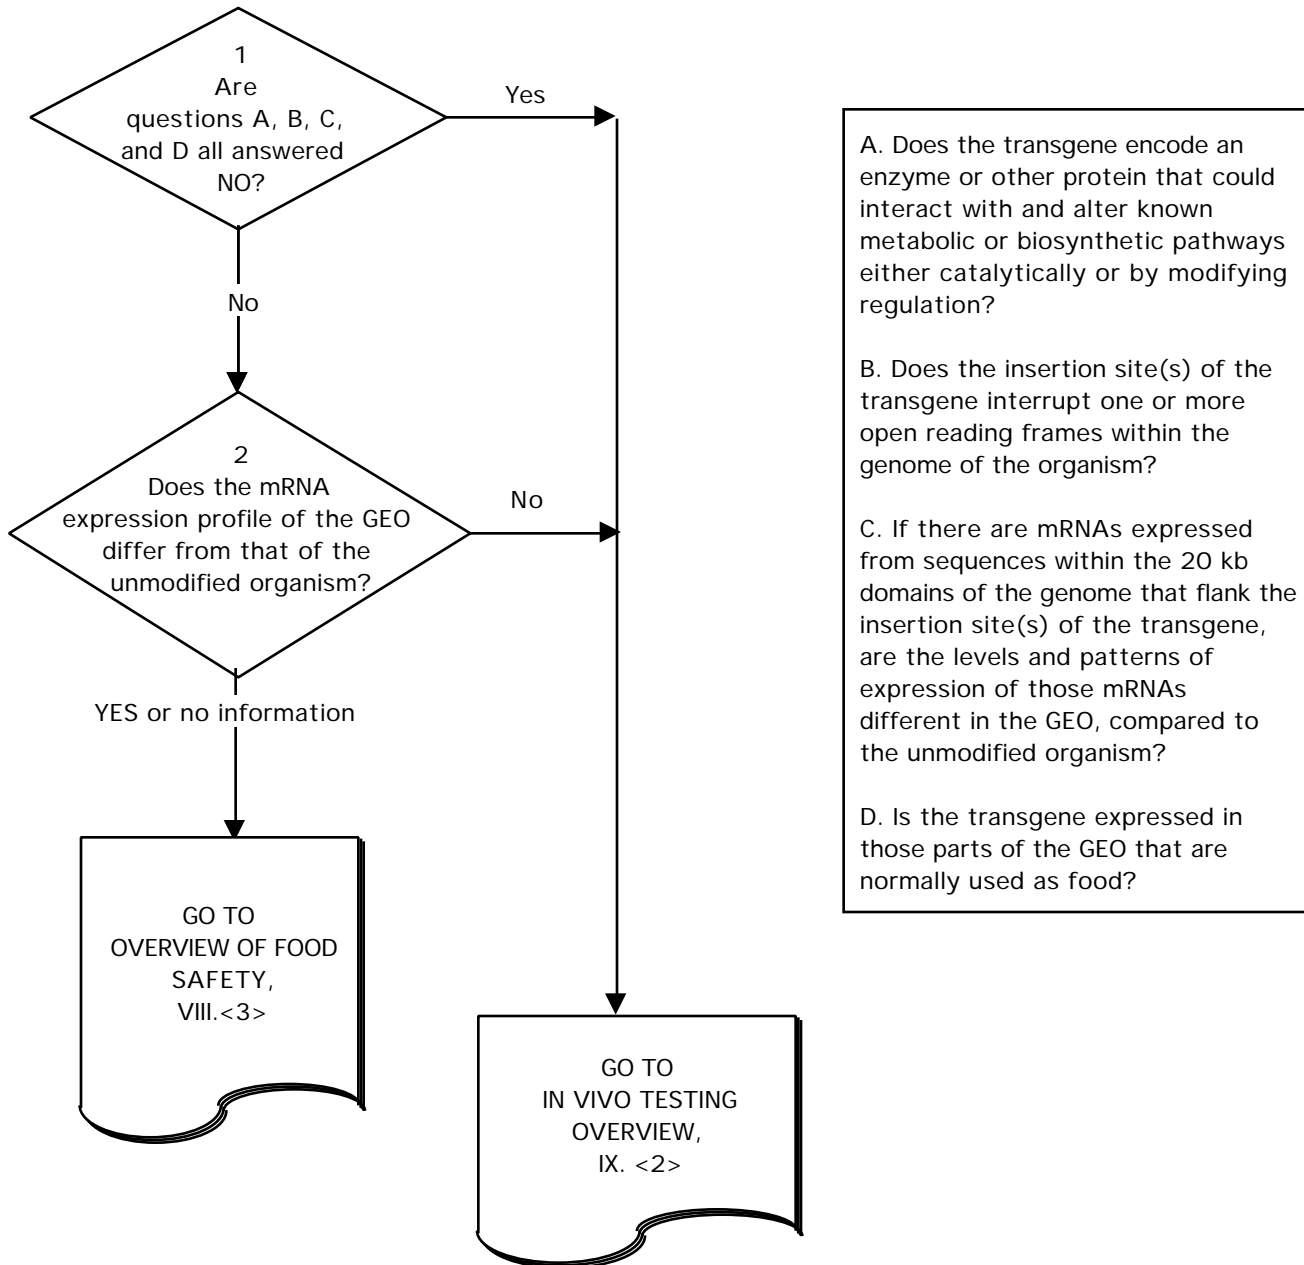 1
Are
questions A, B, C,
and D all answered
NO?
Yes
No
2
Does the mRNA
expression profile of the GEO
differ from that of the
unmodified organism?
No
YES or no information
GO TO
OVERVIEW OF FOOD
SAFETY,
VIII.<3>
GO TO
IN VIVO TESTING
OVERVIEW,
IX. <2>
A. Does the transgene encode an
enzyme or other protein that could
interact with and alter known
metabolic or biosynthetic pathways
either catalytically or by modifying
regulation?
B. Does the insertion site(s) of the
transgene interrupt one or more
open reading frames within the
genome of the organism?
C. If there are mRNAs expressed
from sequences within the 20 kb
domains of the genome that flank the
insertion site(s) of the transgene,
are the levels and patterns of
expression of those mRNAs
different in the GEO, compared to
the unmodified organism?
D. Is the transgene expressed in
those parts of the GEO that are
normally used as food?